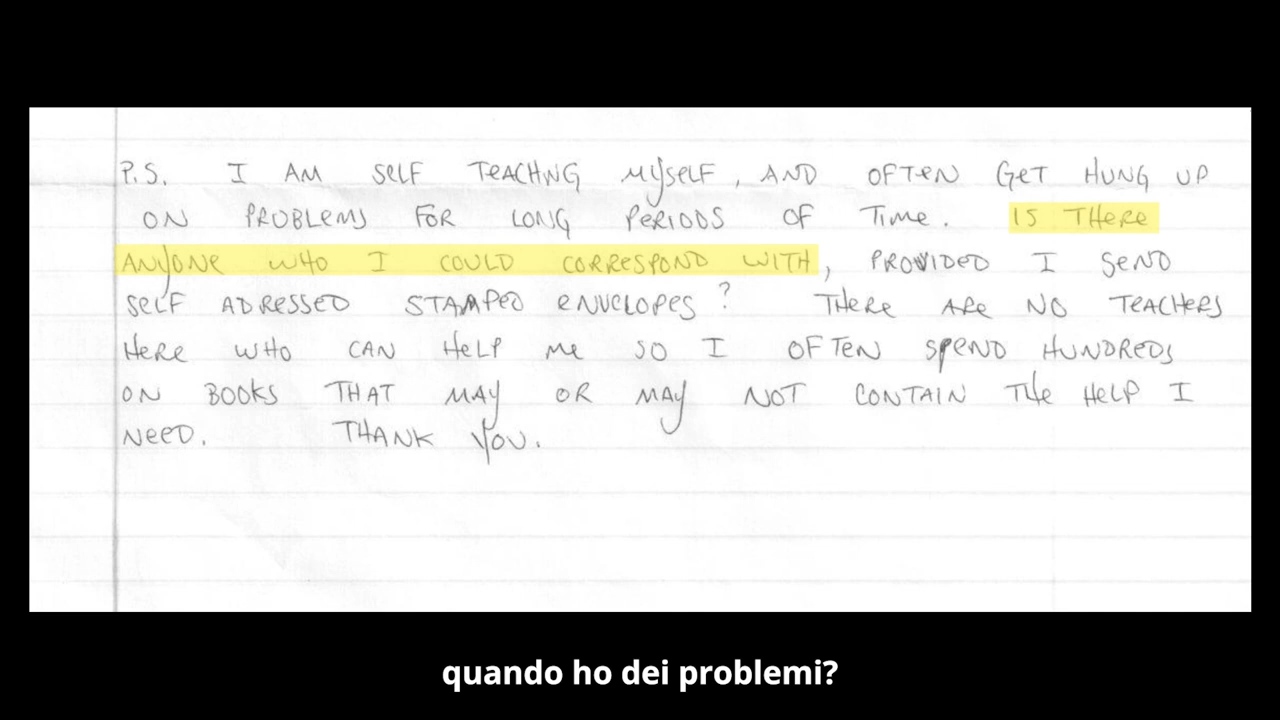 P.S. I AM SELF TEACHING MYSELF, AND OFTEN GET HUNG UP
ON PROBLEMS FOR LONG PERIODS OF TIME. IS THERE
ANYONE WHO I COULD CORRESPOND WITH, PROVIDED I SEND
SELF ADRESSED STAMPED ENVELOPES? THERE ARE NO TEACHERS
HERE WHO CAN HELP ME SO I OFTEN SPEND HUNDREDS
ON BOOKS THAT MAY OR MAY NOT CONTAIN THE HELP I
NEED. THANK YOU.
quando ho dei problemi?